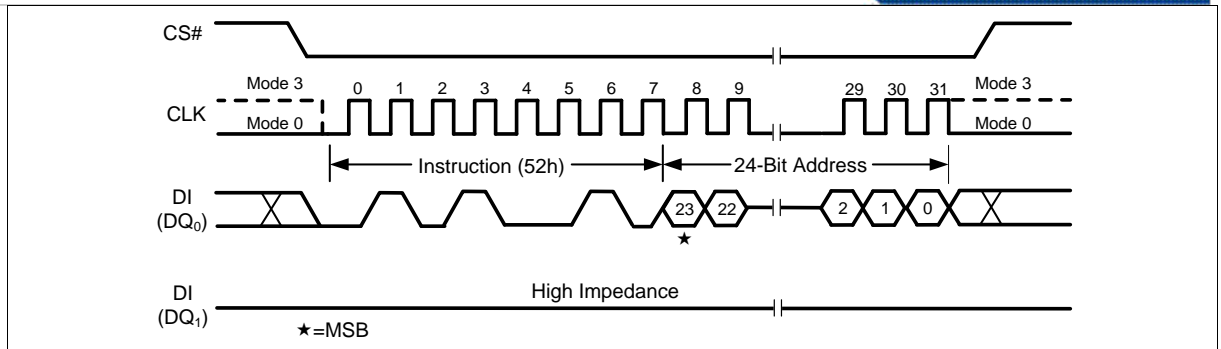 CS#
Mode 3
0 1 2 3 4 5 6 7 8 9 29 30 31
Mode 3
CLK
Mode 0
Mode 0
Instruction (52h)
24-Bit Address
DI
(DQ0)
23 22 2 1 0
★
High Impedance
DI
(DQ1)
★=MSB